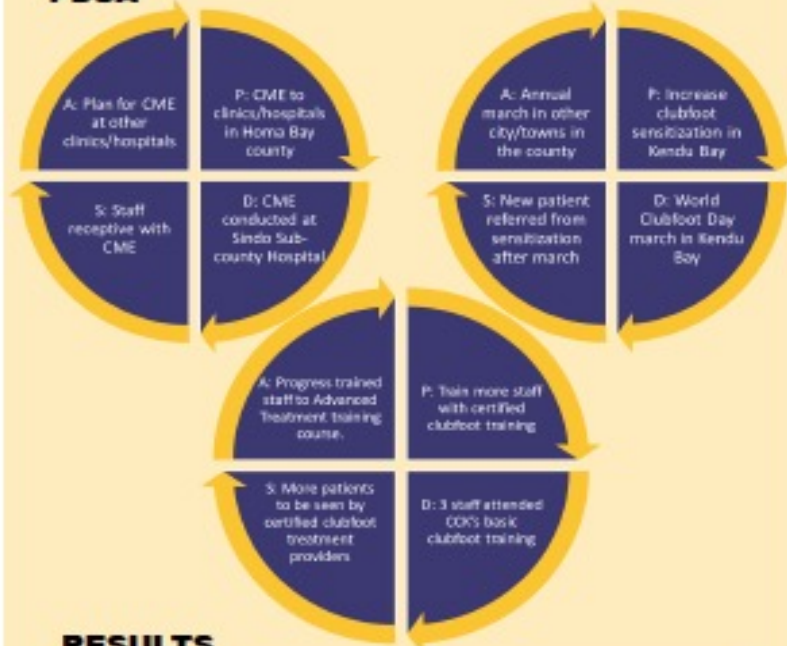 PDSA
A: Plan for CME
at other
clinics/hospitals
P: CME to
clinics/hospitals
in Homa Bay
county
S: Staff
receptive with
CME
D: CME
conducted at
Sindo Sub-
county Hospital
A: Annual
march in other
city/towns in
the county
P: Increase
clubfoot
sensitization in
Kendu Bay
S: New patient
referred from
sensitization
after march
D: World
Clubfoot Day
march in Kendu
Bay
A: Progress trained
staff to Advanced
Treatment training
course.
P: Train more staff
with certified
clubfoot training
S: More patients
to be seen by
certified clubfoot
treatment
providers
D: 3 staff attended
CCK's basic
clubfoot training
RESULTS